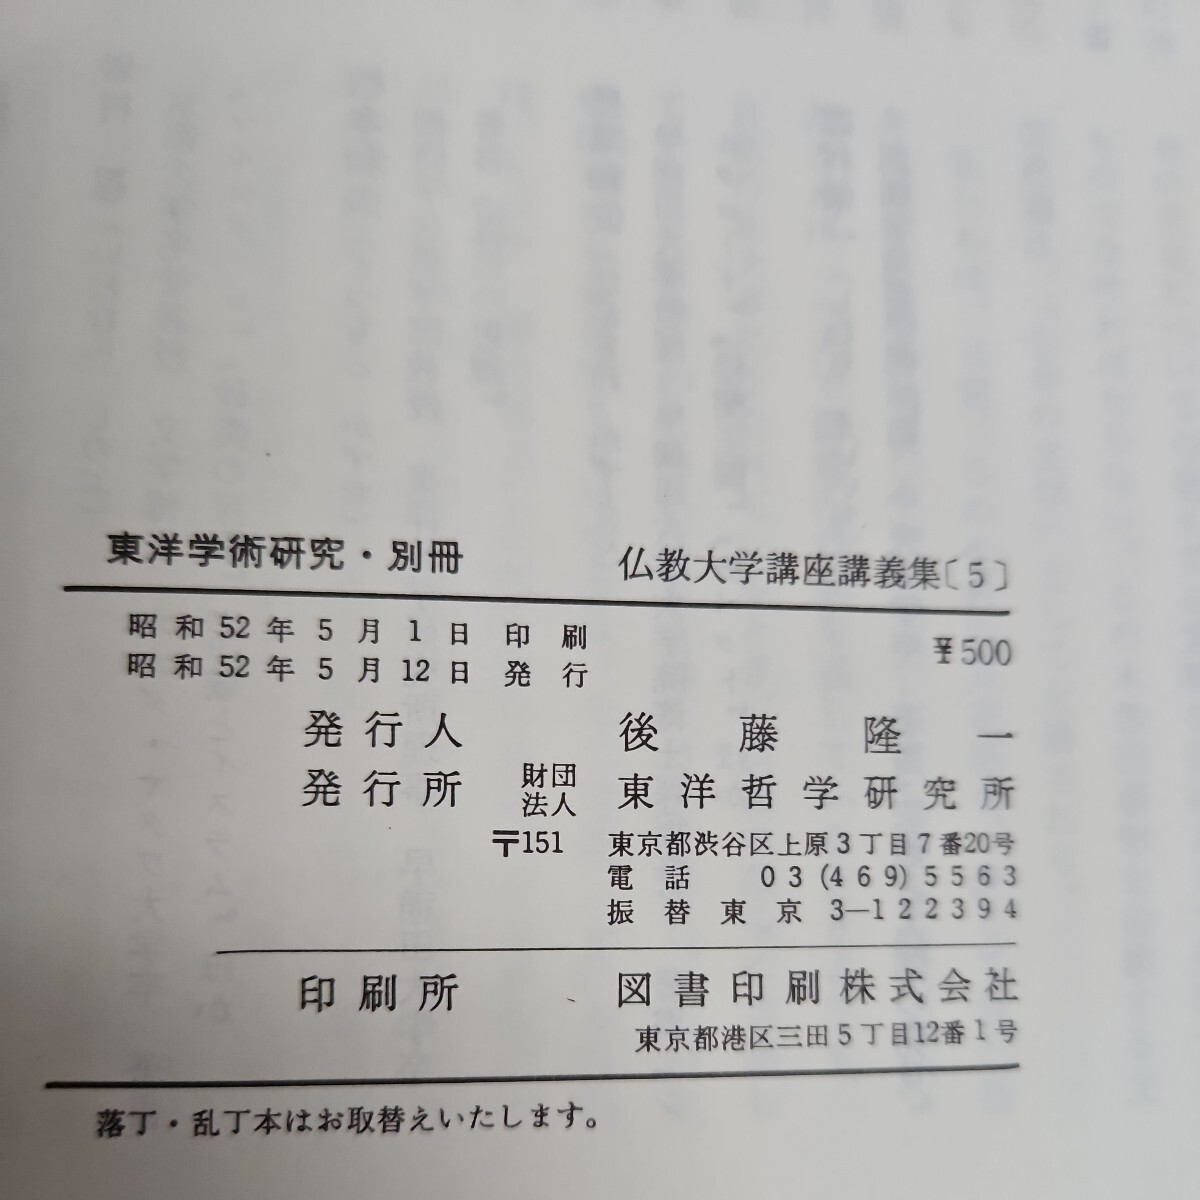 東洋学術研究・別冊 仏教大学講座講義集〔5〕
昭和52年5月1日 印刷 ¥500
昭和52年5月12日 発行
発行人 後藤隆一
発行所 財団法人 東洋哲学研究所
〒151 東京都渋谷区上原3丁目7番20号
電話 03(469)5563
振替東京 3—122394
印刷所 図書印刷株式会社
東京都港区三田5丁目12番1号
落丁・乱丁本はお取替えいたします。